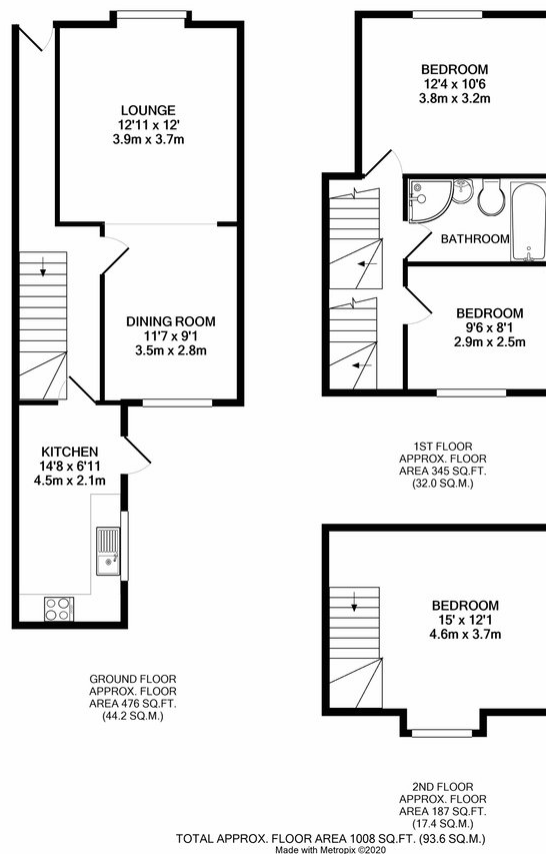 LOUNGE
12'11 x 12'
3.9m x 3.7m
DINING ROOM
11'7 x 9'1
3.5m x 2.8m
KITCHEN
14'8 x 6'11
4.5m x 2.1m
GROUND FLOOR
APPROX. FLOOR
AREA 476 SQ.FT.
(44.2 SQ.M.)
BEDROOM
12'4 x 10'6
3.8m x 3.2m
BATHROOM
BEDROOM
9'6 x 8'1
2.9m x 2.5m
1ST FLOOR
APPROX. FLOOR
AREA 345 SQ.FT.
(32.0 SQ.M.)
BEDROOM
15' x 12'1
4.6m x 3.7m
2ND FLOOR
APPROX. FLOOR
AREA 187 SQ.FT.
(17.4 SQ.M.)
TOTAL APPROX. FLOOR AREA 1008 SQ.FT. (93.6 SQ.M.)
Made with Metropix ©2020